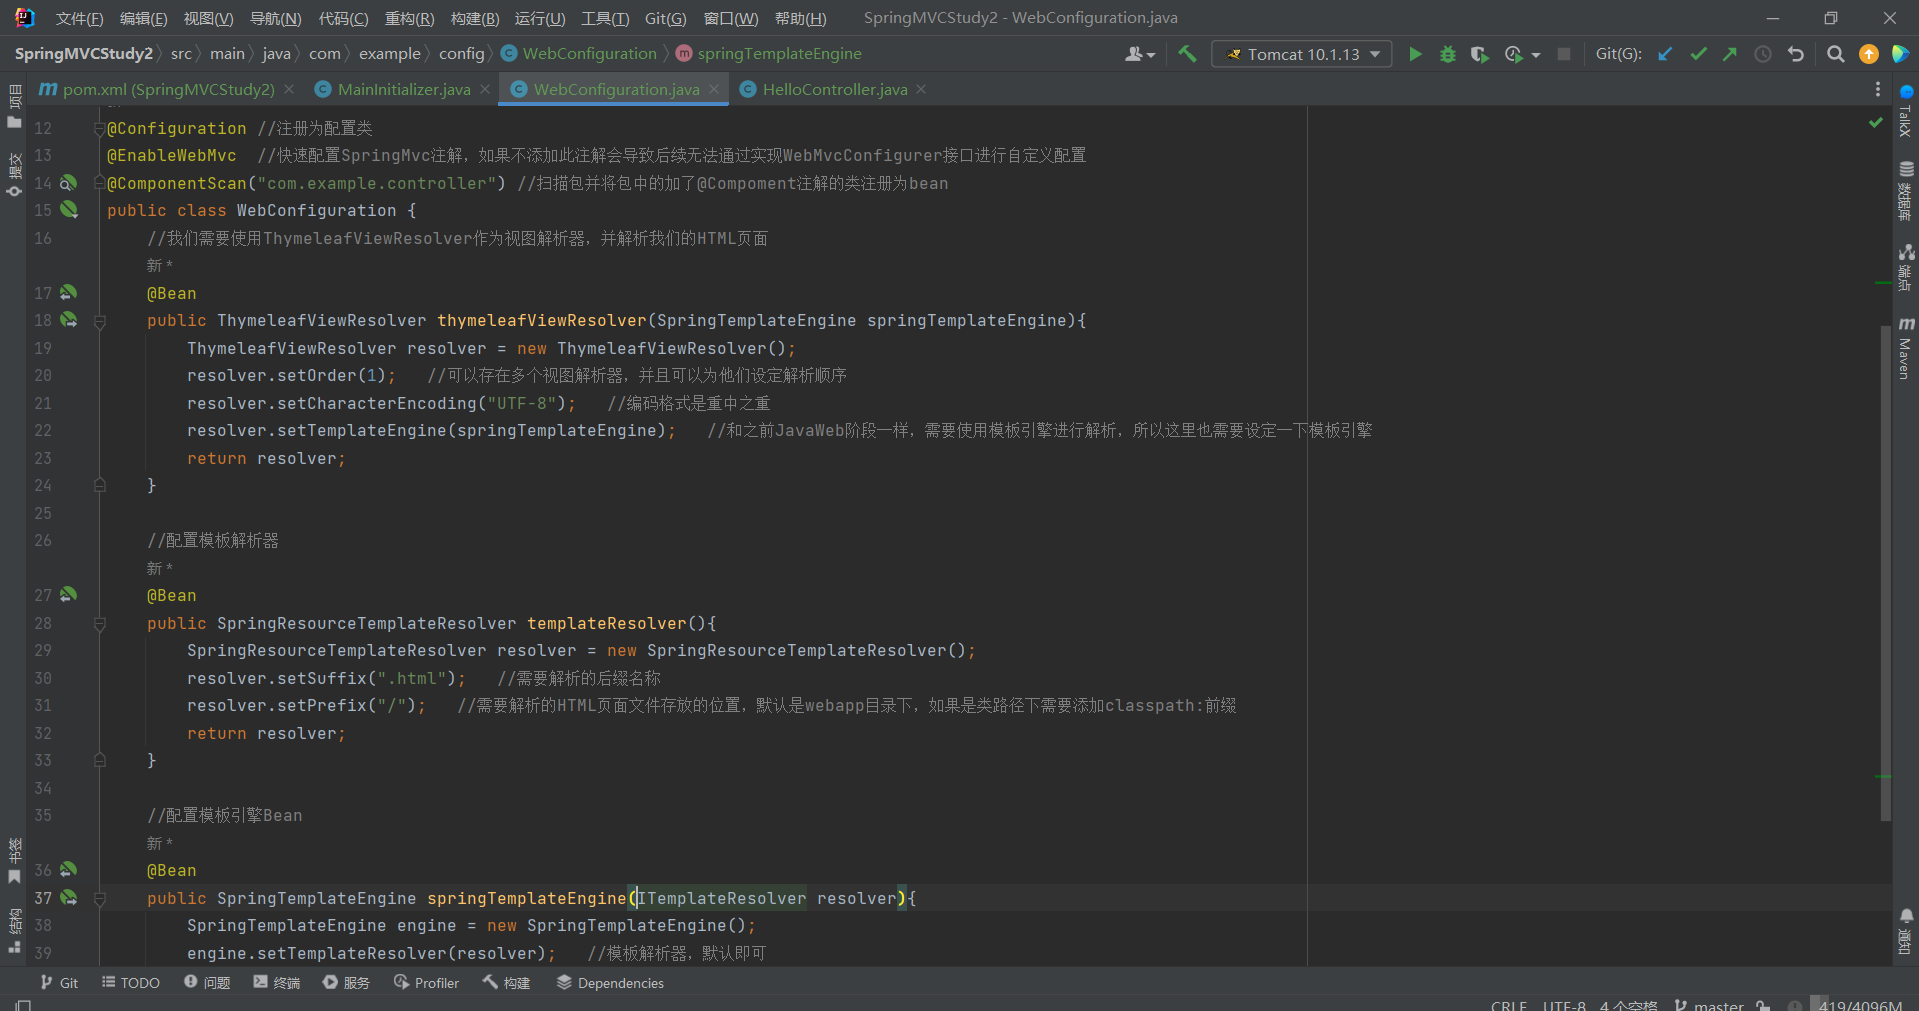 文件(F) 编辑(E) 视图(V) 导航(N) 代码(C) 重构(R) 构建(B) 运行(U) 工具(T) Git(G) 窗口(W) 帮助(H) SpringMVCStudy2 - WebConfiguration.java
SpringMVCStudy2 〉 src 〉 main 〉 java 〉 com 〉 example 〉 config 〉 WebConfiguration 〉 springTemplateEngine Tomcat 10.1.13 Git(G):
pom.xml (SpringMVCStudy2) MainInitializer.java WebConfiguration.java HelloController.java
项目
提交
书签
结构
12 @Configuration //注册为配置类
13 @EnableWebMvc //快速配置SpringMvc注解，如果不添加此注解会导致后续无法通过实现WebMvcConfigurer接口进行自定义配置
14 @ComponentScan("com.example.controller") //扫描包并将包中的加了@Compoment注解的类注册为bean
15 public class WebConfiguration {
16 //我们需要使用ThymeleafViewResolver作为视图解析器，并解析我们的HTML页面
新 *
17 @Bean
18 public ThymeleafViewResolver thymeleafViewResolver(SpringTemplateEngine springTemplateEngine){
19 ThymeleafViewResolver resolver = new ThymeleafViewResolver();
20 resolver.setOrder(1); //可以存在多个视图解析器，并且可以为他们设定解析顺序
21 resolver.setCharacterEncoding("UTF-8"); //编码格式是重中之重
22 resolver.setTemplateEngine(springTemplateEngine); //和之前JavaWeb阶段一样，需要使用模板引擎进行解析，所以这里也需要设定一下模板引擎
23 return resolver;
24 }
25
26 //配置模板解析器
新 *
27 @Bean
28 public SpringResourceTemplateResolver templateResolver(){
29 SpringResourceTemplateResolver resolver = new SpringResourceTemplateResolver();
30 resolver.setSuffix(".html"); //需要解析的后缀名称
31 resolver.setPrefix("/"); //需要解析的HTML页面文件存放的位置，默认是webapp目录下，如果是类路径下需要添加classpath:前缀
32 return resolver;
33 }
34
35 //配置模板引擎Bean
新 *
36 @Bean
37 public SpringTemplateEngine springTemplateEngine(ITemplateResolver resolver){
38 SpringTemplateEngine engine = new SpringTemplateEngine();
39 engine.setTemplateResolver(resolver); //模板解析器，默认即可
TalkX
数据库
端点
Maven
通知
Git TODO 问题 终端 服务 Profiler 构建 Dependencies
CRLF UTF-8 4 个空格 master 419/4096M